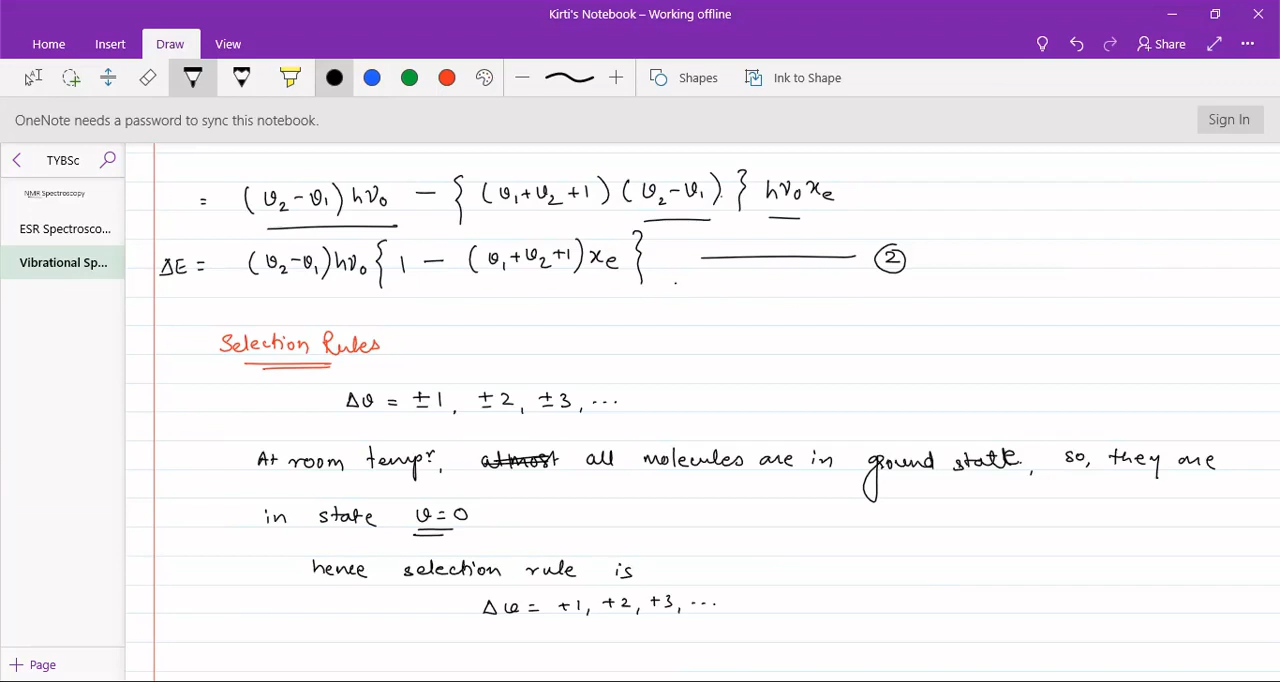 Kirti's Notebook – Working offline
Home Insert Draw View Share
Shapes Ink to Shape
OneNote needs a password to sync this notebook. Sign In
TYBSc
NMR Spectroscopy
ESR Spectrosco...
Vibrational Sp...
= (υ₂-υ₁)hν₀ - {(υ₁+υ₂+1)(υ₂-υ₁)} hν₀xₑ
ΔE = (υ₂-υ₁)hν₀{1 - (υ₁+υ₂+1)xₑ} ——— ②
Selection Rules
Δυ = ±1, ±2, ±3, ...
At room tempr, almost all molecules are in ground state, so, they are
in state υ=0
hence selection rule is
Δυ = +1, +2, +3, ...
+ Page